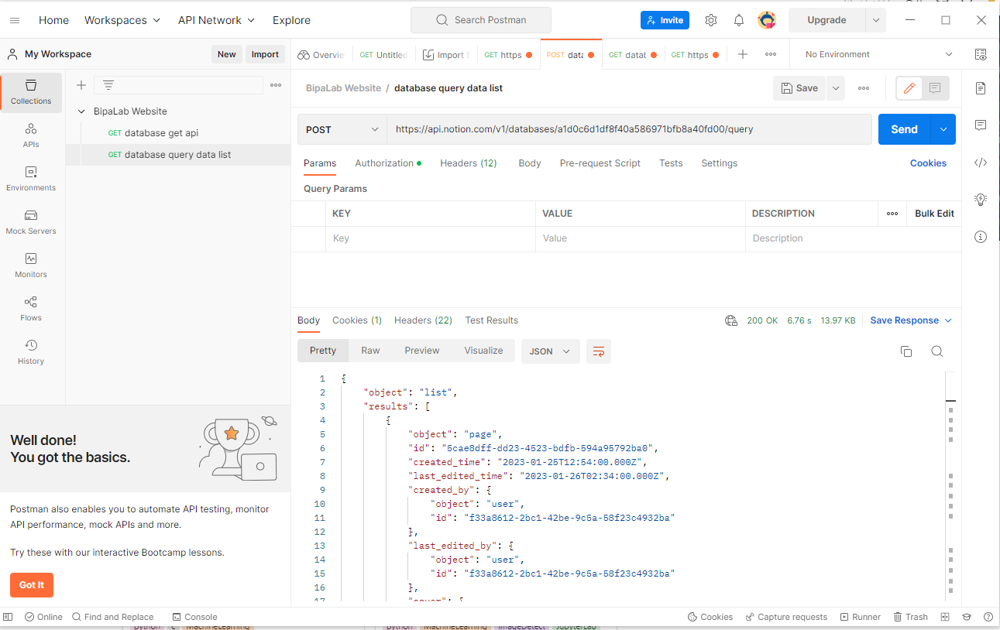 Home Workspaces API Network Explore Search Postman Invite Upgrade
My Workspace New Import Overvie GET Untitled Import GET https POST data GET datab GET https No Environment
Collections
APIs
Environments
Mock Servers
Monitors
Flows
History
BipaLab Website
GET database get api
GET database query data list
BipaLab Website / database query data list Save
POST https://api.notion.com/v1/databases/a1d0c6d1df8f40a586971bfb8a40fd00/query Send
Params Authorization Headers (12) Body Pre-request Script Tests Settings Cookies
Query Params
KEY VALUE DESCRIPTION Bulk Edit
Key Value Description
Body Cookies (1) Headers (22) Test Results 200 OK 6.76 s 13.97 KB Save Response
Pretty Raw Preview Visualize JSON
1 {
2 "object": "list",
3 "results": [
4 {
5 "object": "page",
6 "id": "5cae8dff-dd23-4523-bdfb-594a95792ba0",
7 "created_time": "2023-01-25T12:54:00.000Z",
8 "last_edited_time": "2023-01-26T02:34:00.000Z",
9 "created_by": {
10 "object": "user",
11 "id": "f33a8612-2bc1-42be-9c5a-58f23c4932ba"
12 },
13 "last_edited_by": {
14 "object": "user",
15 "id": "f33a8612-2bc1-42be-9c5a-58f23c4932ba"
16 },
17 "cover": {
Well done!
You got the basics.
Postman also enables you to automate API testing, monitor
API performance, mock APIs and more.
Try these with our interactive Bootcamp lessons.
Got It
Online Find and Replace Console Cookies Capture requests Runner Trash
python c MachineLearning python MachineLearning ImageDetect JupyterLab